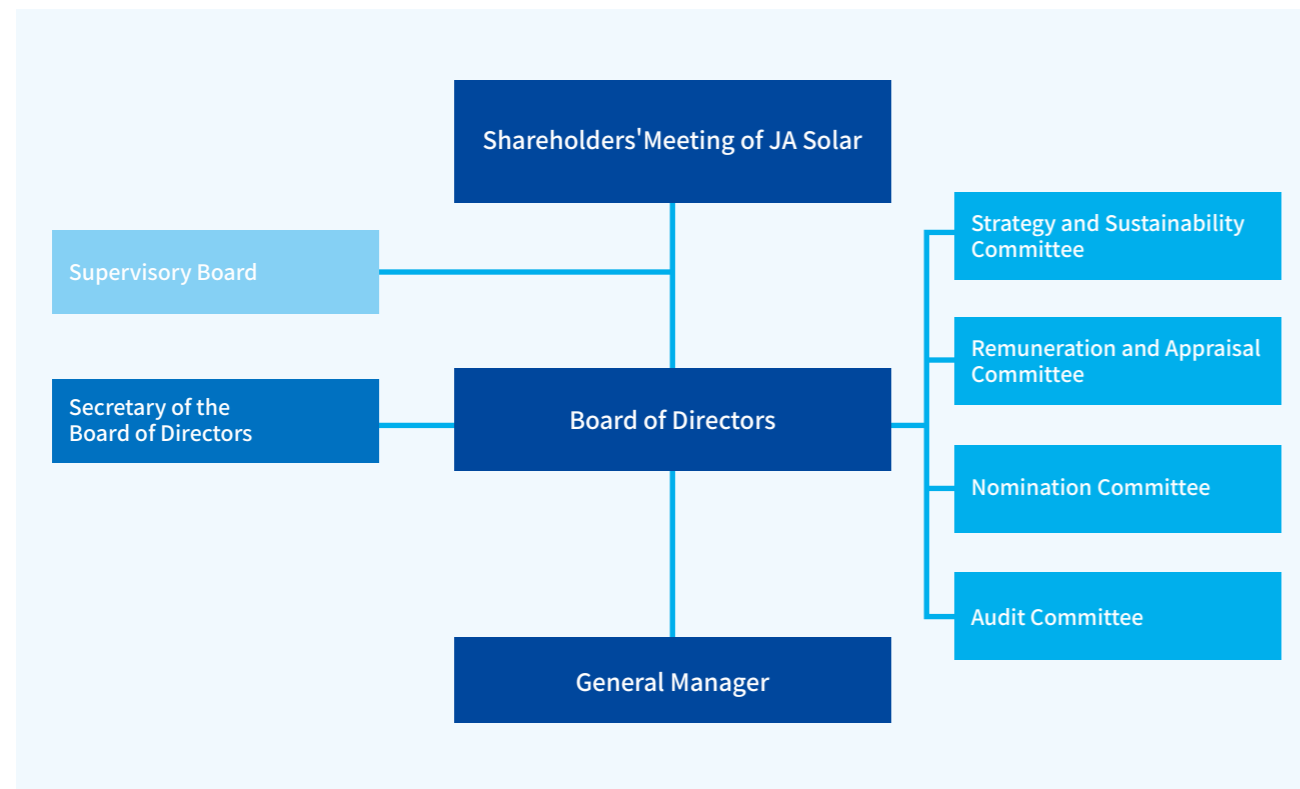 Shareholders'Meeting of JA Solar
Supervisory Board
Secretary of the
Board of Directors
Board of Directors
General Manager
Strategy and Sustainability
Committee
Remuneration and Appraisal
Committee
Nomination Committee
Audit Committee